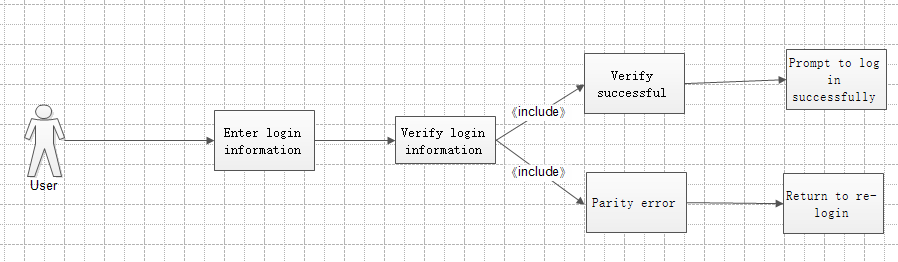 User
Enter login
information
Verify login
information
《include》
《include》
Verify
successful
Parity error
Prompt to log
in
successfully
Return to re-
login